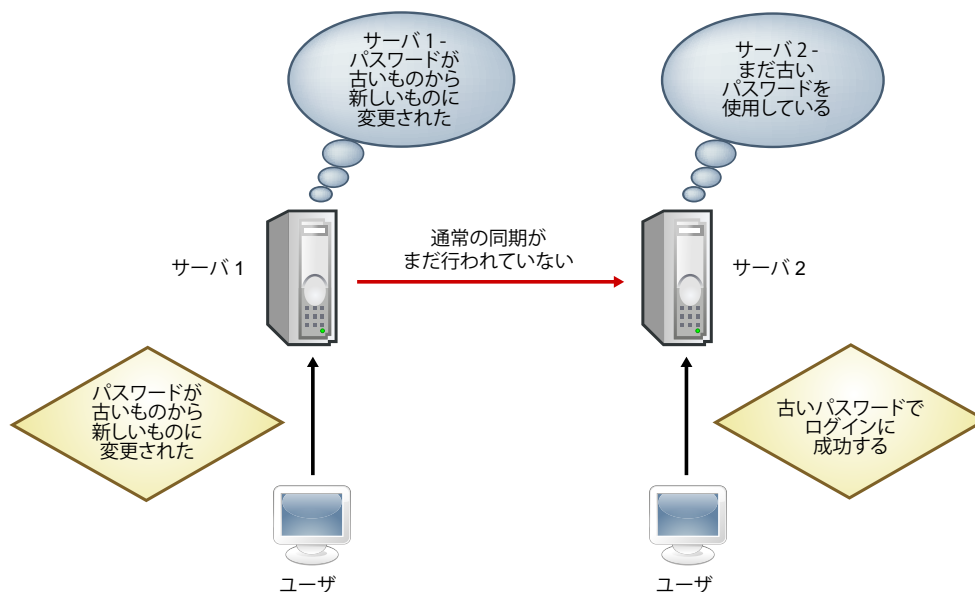 サーバ 1 -
パスワードが
古いものから
新しいものに
変更された
サーバ 2 -
まだ古い
パスワードを
使用している
サーバ 1
通常の同期が
まだ行われていない
サーバ 2
パスワードが
古いものから
新しいものに
変更された
古いパスワードで
ログインに
成功する
ユーザ
ユーザ